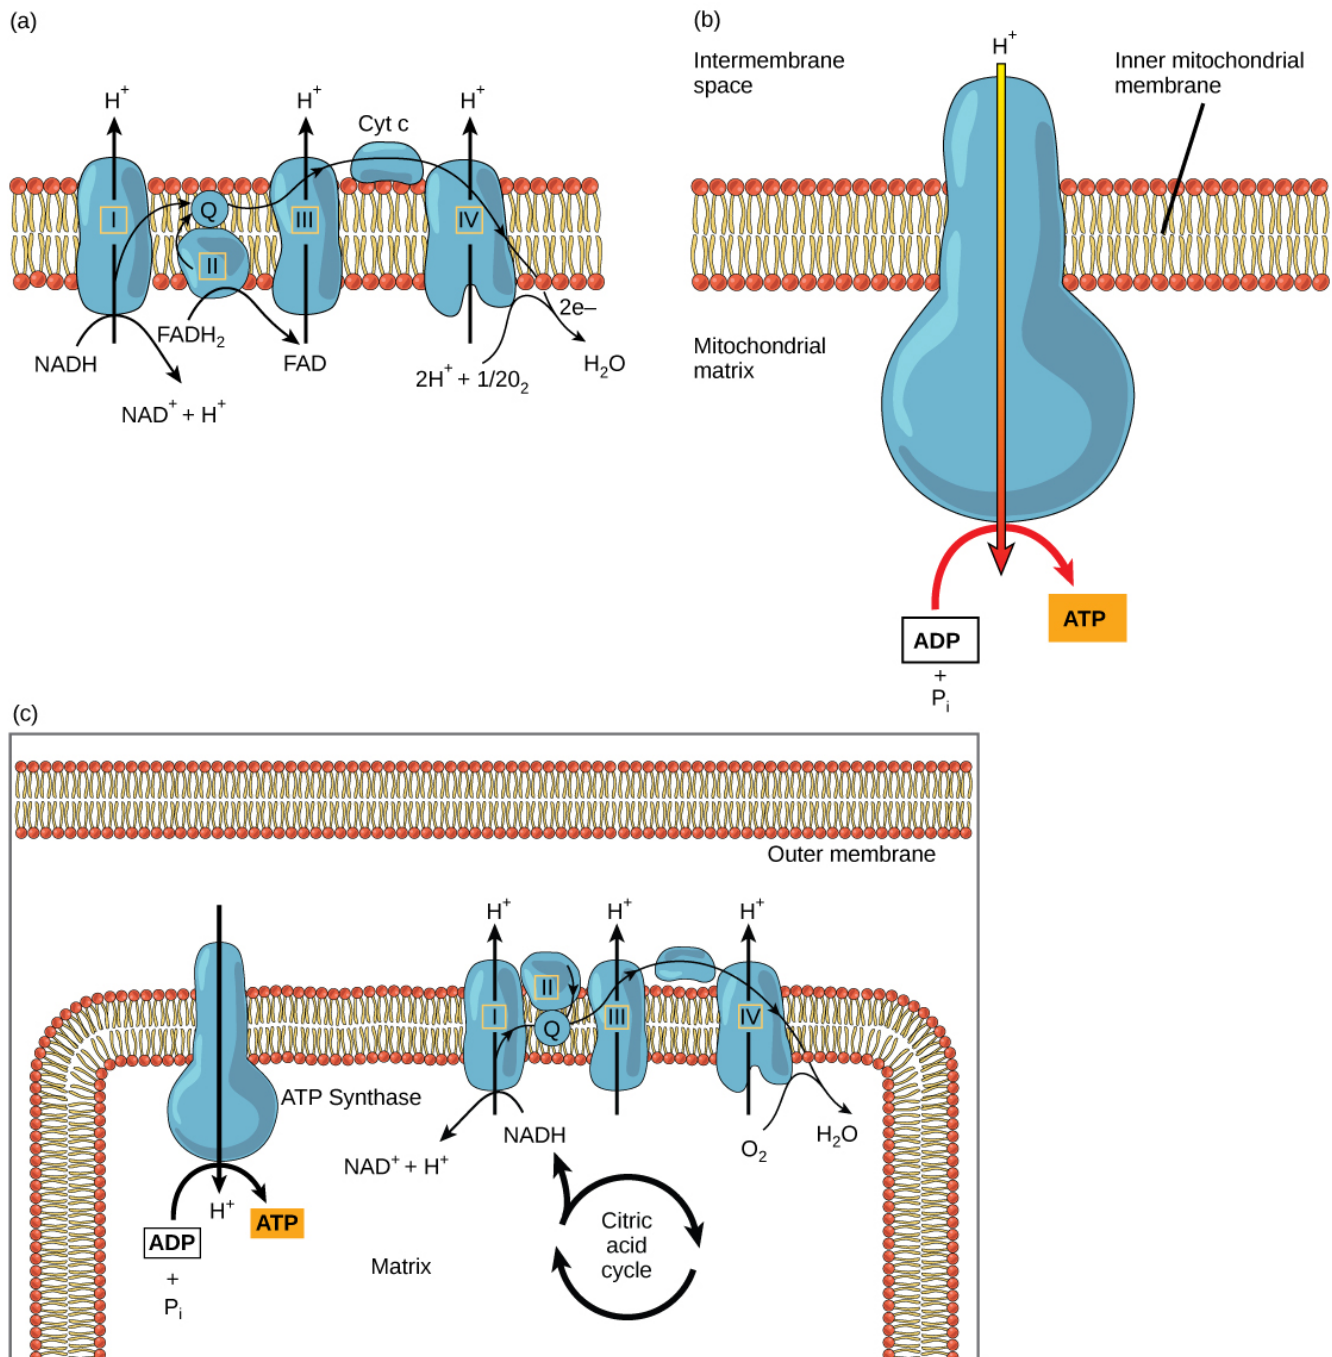 (a)
H⁺
H⁺
Cyt c
H⁺
I
Q
II
III
IV
NADH
FADH₂
NAD⁺ + H⁺
FAD
2H⁺ + 1/2O₂
2e–
H₂O
(b)
H⁺
Intermembrane
space
Inner mitochondrial
membrane
Mitochondrial
matrix
ADP
+
Pᵢ
ATP
(c)
Outer membrane
H⁺
H⁺
H⁺
I
II
Q
III
IV
ATP Synthase
NADH
NAD⁺ + H⁺
O₂
H₂O
H⁺
ADP
+
Pᵢ
ATP
Matrix
Citric
acid
cycle